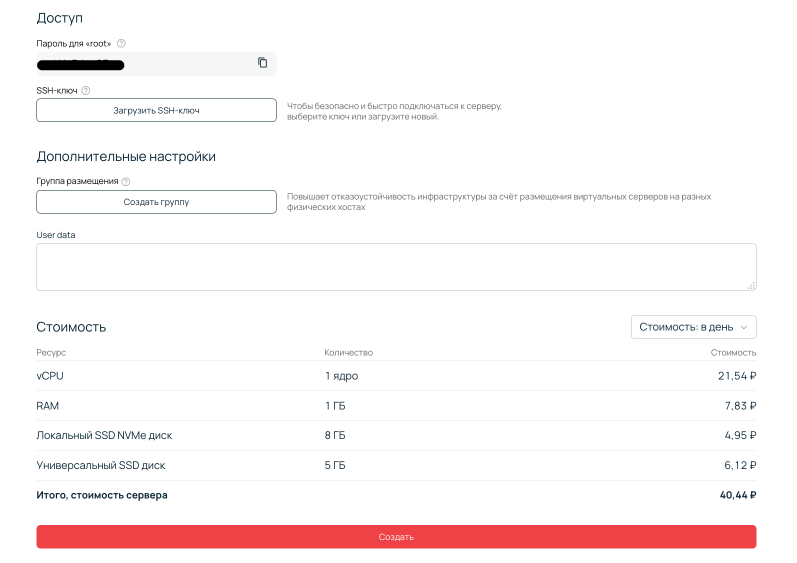 Доступ
Пароль для «root»
SSH-ключ
Загрузить SSH-ключ
Чтобы безопасно и быстро подключаться к серверу,
выберите ключ или загрузите новый.
Дополнительные настройки
Группа размещения
Создать группу
Повышает отказоустойчивость инфраструктуры за счёт размещения виртуальных серверов на разных
физических хостах
User data
Стоимость
Стоимость: в день
Ресурс Количество Стоимость
vCPU 1 ядро 21,54 ₽
RAM 1 ГБ 7,83 ₽
Локальный SSD NVMe диск 8 ГБ 4,95 ₽
Универсальный SSD диск 5 ГБ 6,12 ₽
Итого, стоимость сервера 40,44 ₽
Создать